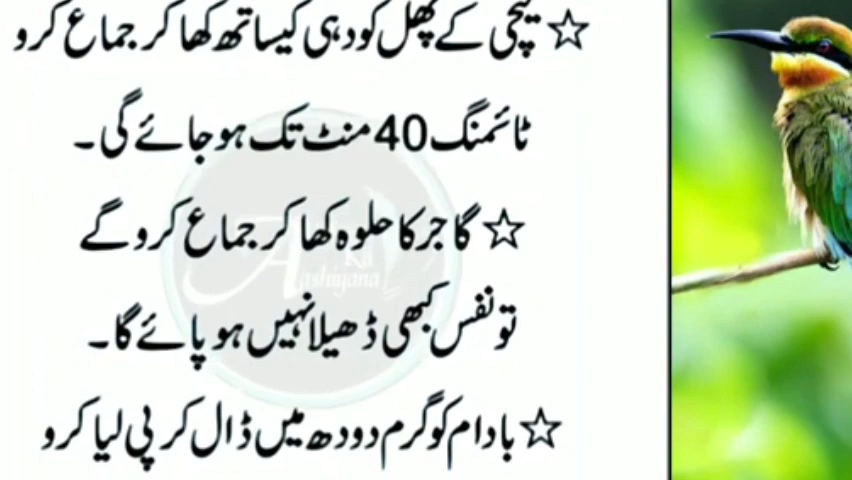 ☆ لیچی کے پھل کو دہی کیساتھ کھا کر جماع کرو
ٹائمنگ 40 منٹ تک ہو جائے گی۔
☆ گاجر کا حلوہ کھا کر جماع کرو گے
تو نفس کبھی ڈھیلا نہیں ہو پائے گا۔
☆ بادام کو گرم دودھ میں ڈال کر پی لیا کرو
Ka
Aashiyana